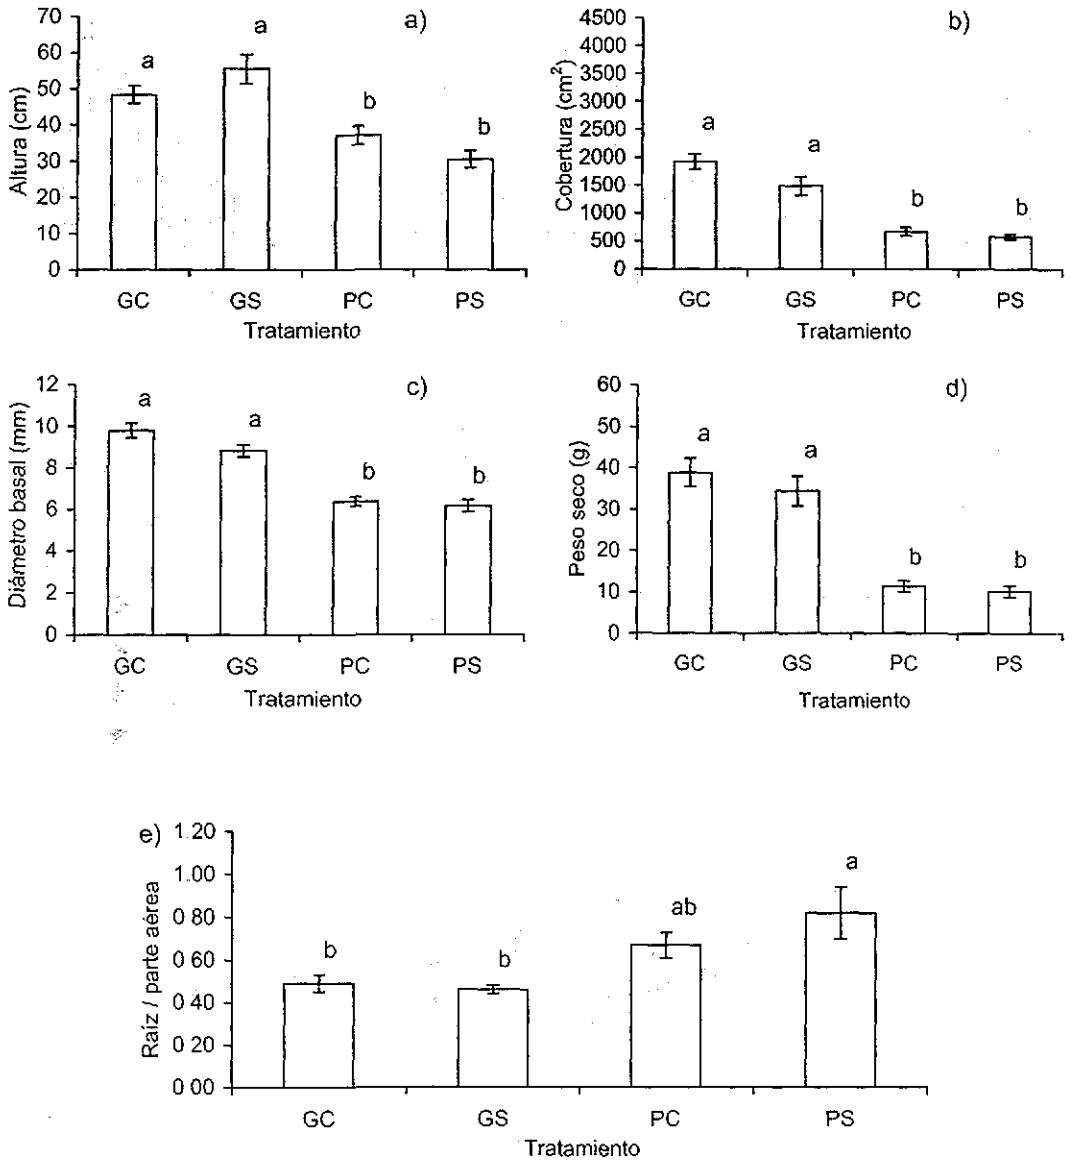 a)
Altura (cm)
70
60
50
40
30
20
10
0
a
a
b
b
GC GS PC PS
Tratamiento
b)
Cobertura (cm²)
4500
4000
3500
3000
2500
2000
1500
1000
500
0
a
a
b
b
GC GS PC PS
Tratamiento
c)
Diámetro basal (mm)
12
10
8
6
4
2
0
a
a
b
b
GC GS PC PS
Tratamiento
d)
Peso seco (g)
60
50
40
30
20
10
0
a
a
b
b
GC GS PC PS
Tratamiento
e)
Raíz / parte aérea
1.20
1.00
0 80
0 60
0 40
0 20
0 00
b
b
ab
a
GC GS PC PS
Tratamiento